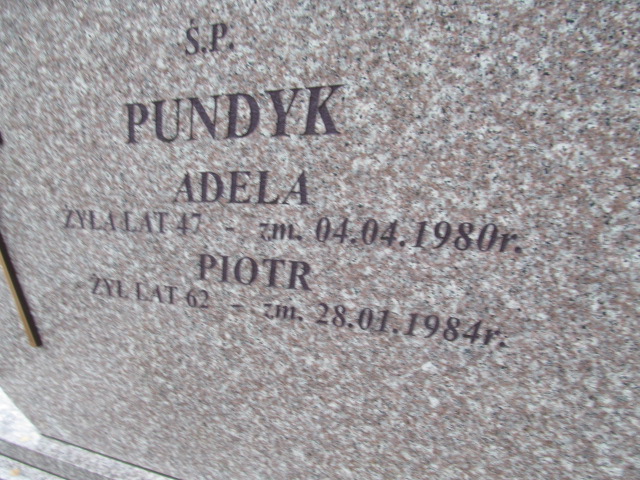 Ś.P.
PUNDYK
ADELA
ŻYŁA LAT 47 - zm. 04.04.1980r.
PIOTR
ŻYŁ LAT 62 - zm. 28.01.1984r.